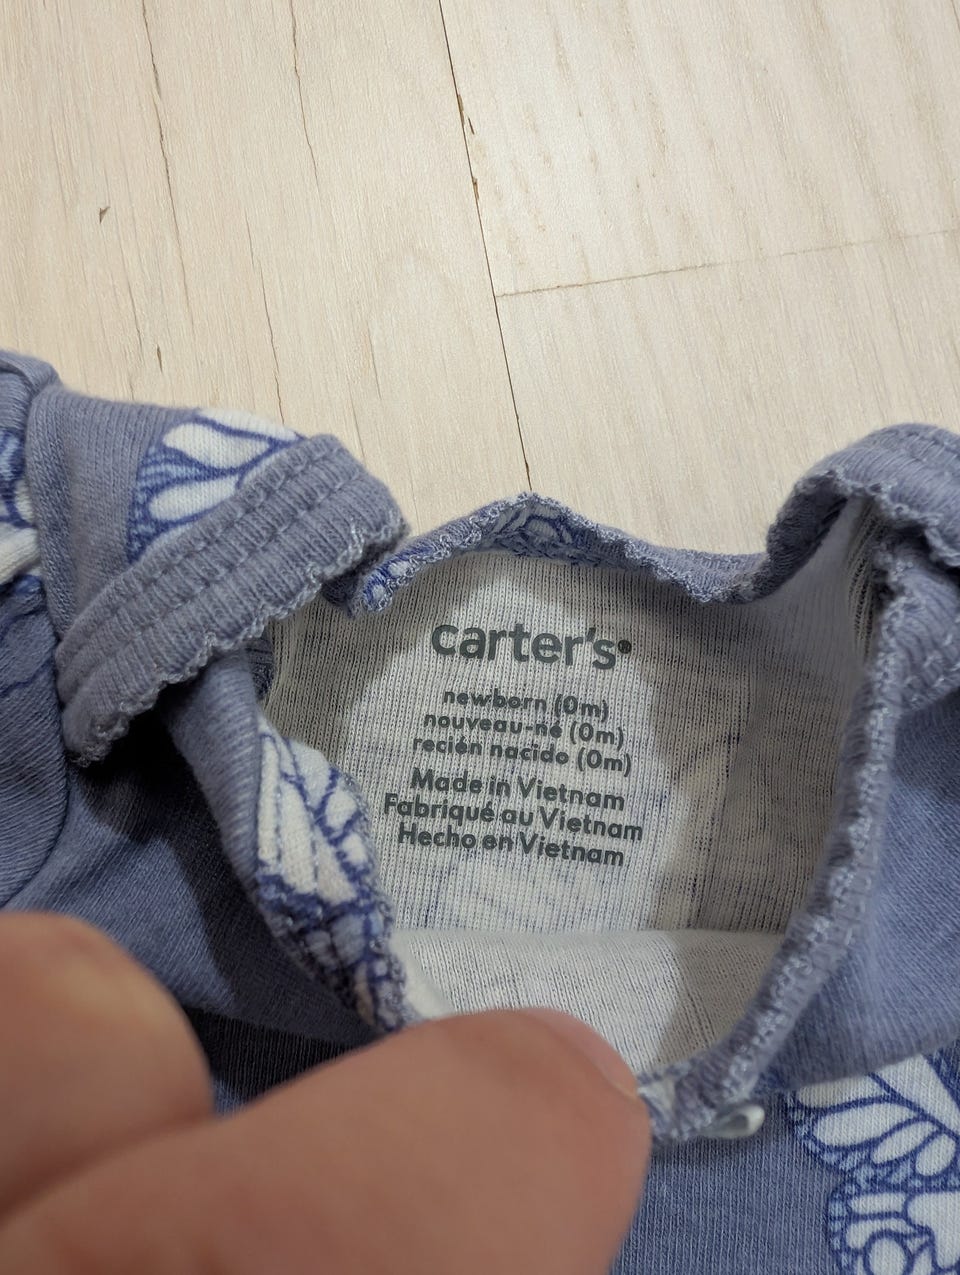 carter's®
newborn (0m)
nouveau-né (0m)
recién nacido (0m)
Made in Vietnam
Fabriqué au Vietnam
Hecho en Vietnam